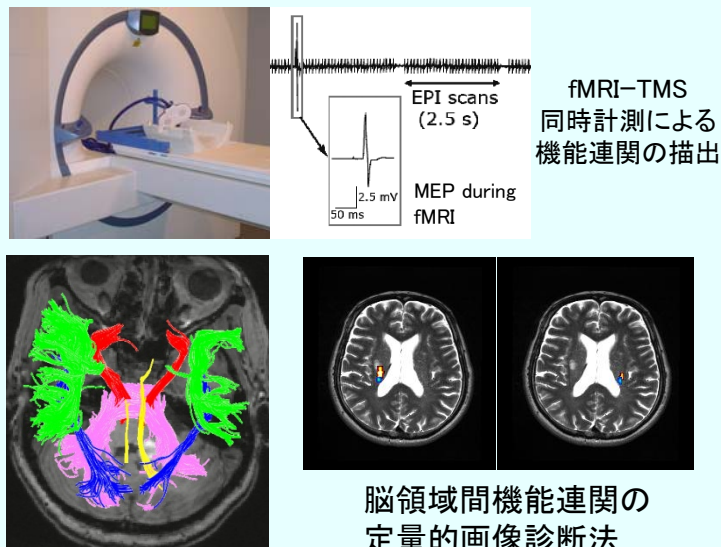 EPI scans
(2.5 s)
2.5 mV
50 ms
MEP during
fMRI
fMRI-TMS
同時計測による
機能連関の描出
脳領域間機能連関の
定量的画像診断法